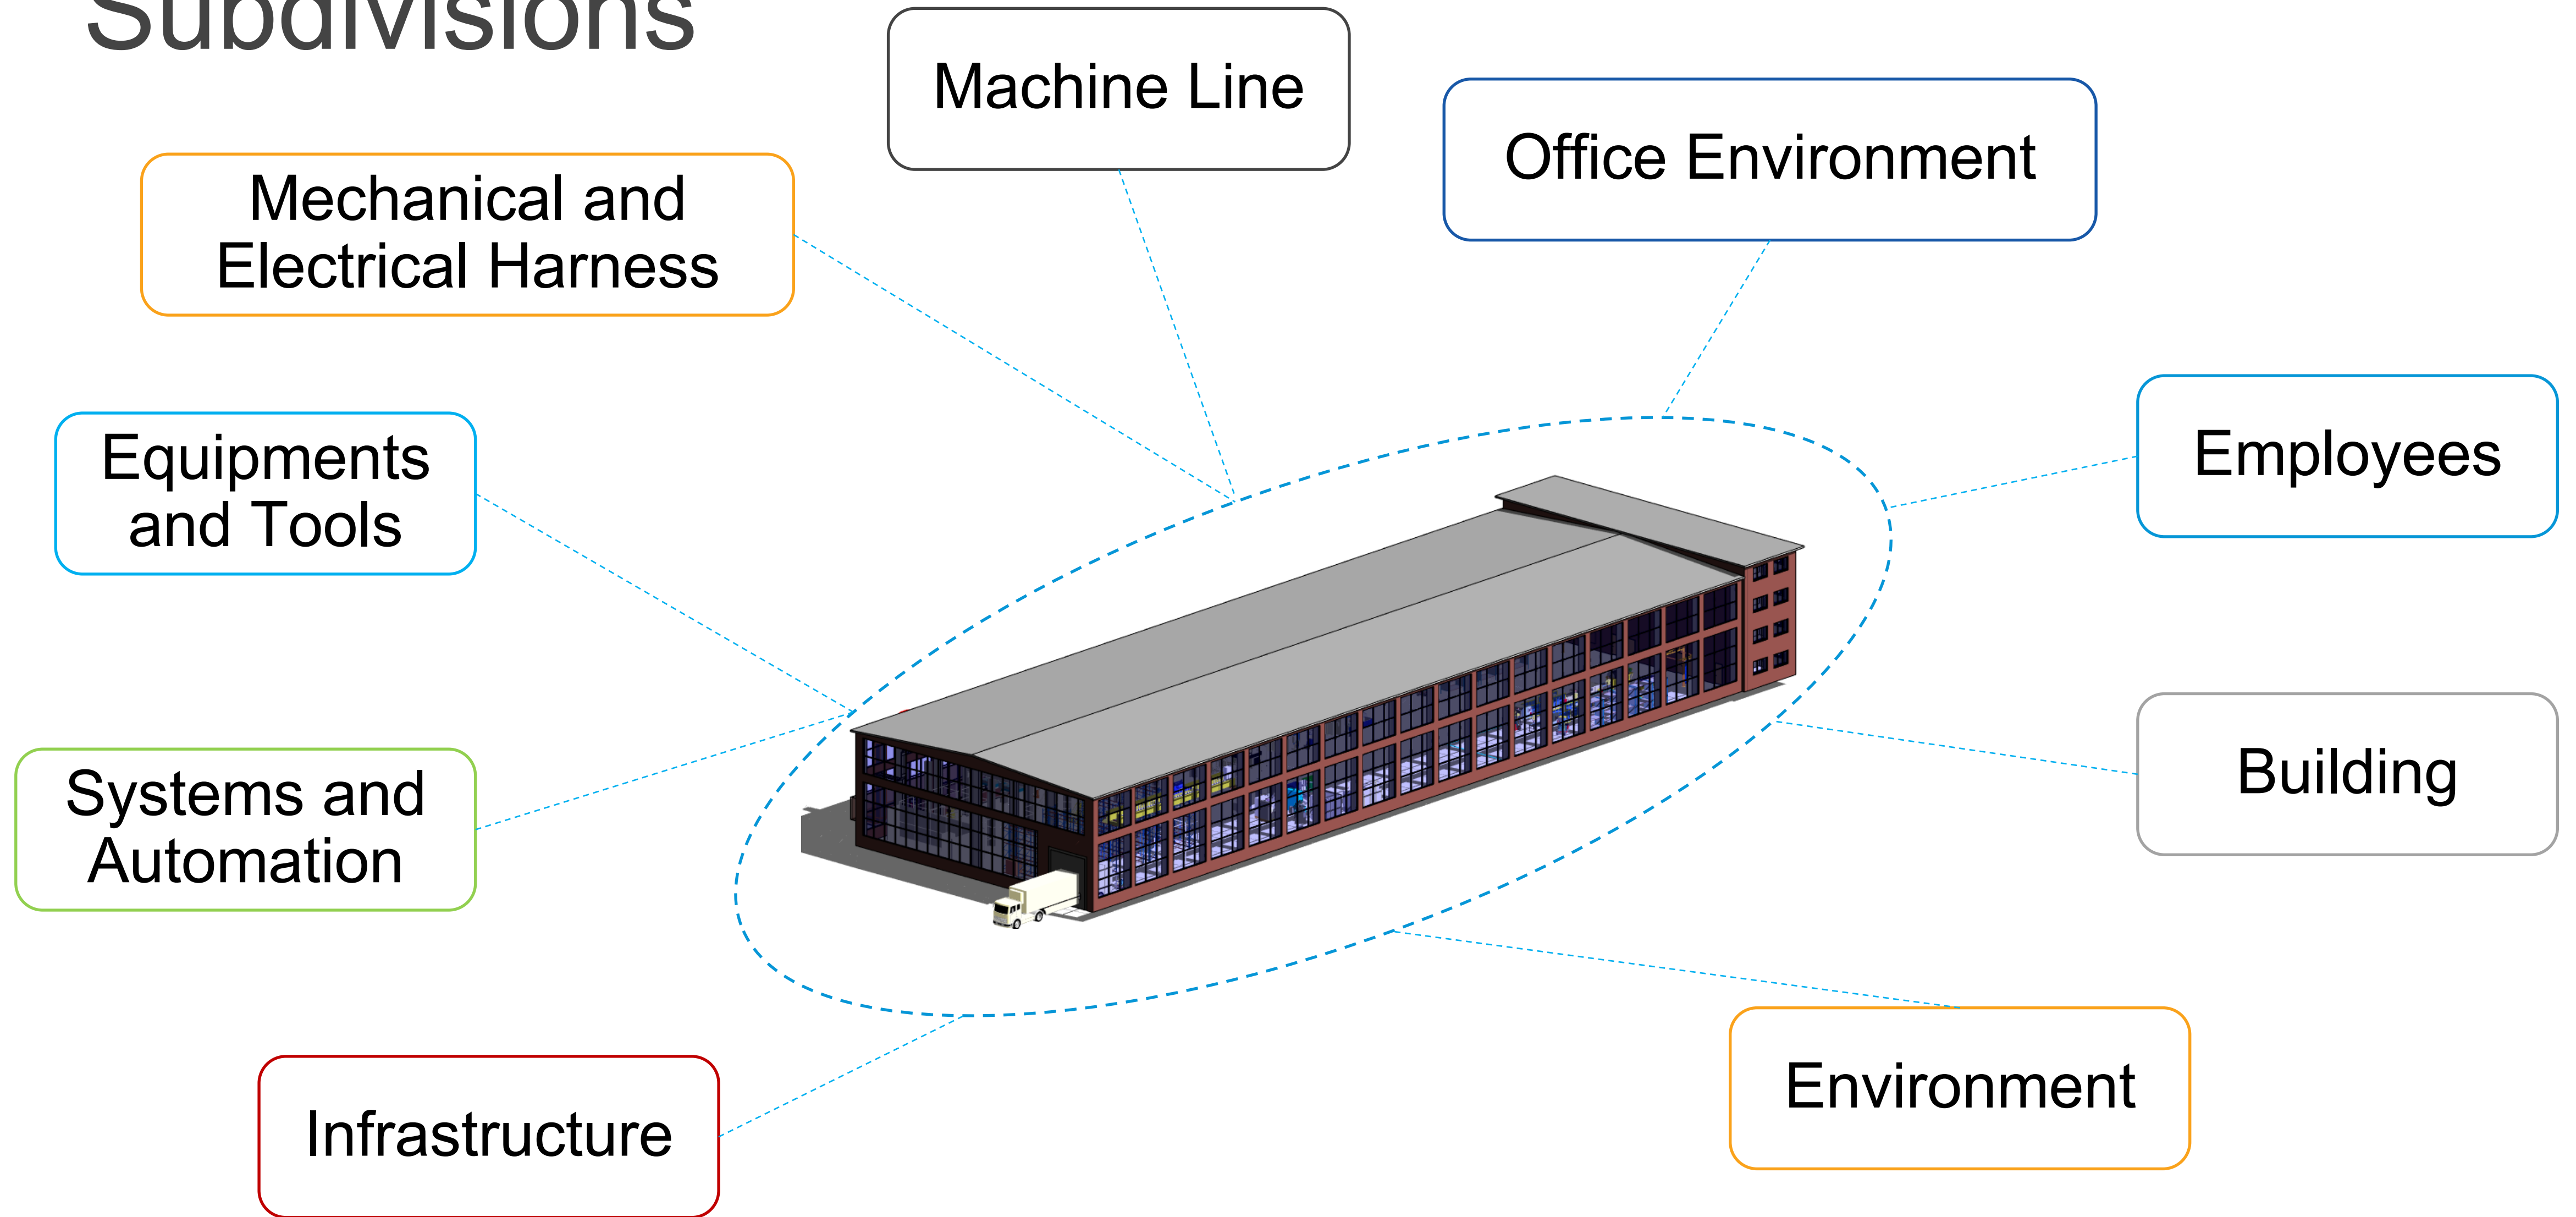 Subdivisions
Machine Line
Office Environment
Mechanical and
Electrical Harness
Employees
Equipments
and Tools
Building
Systems and
Automation
Environment
Infrastructure